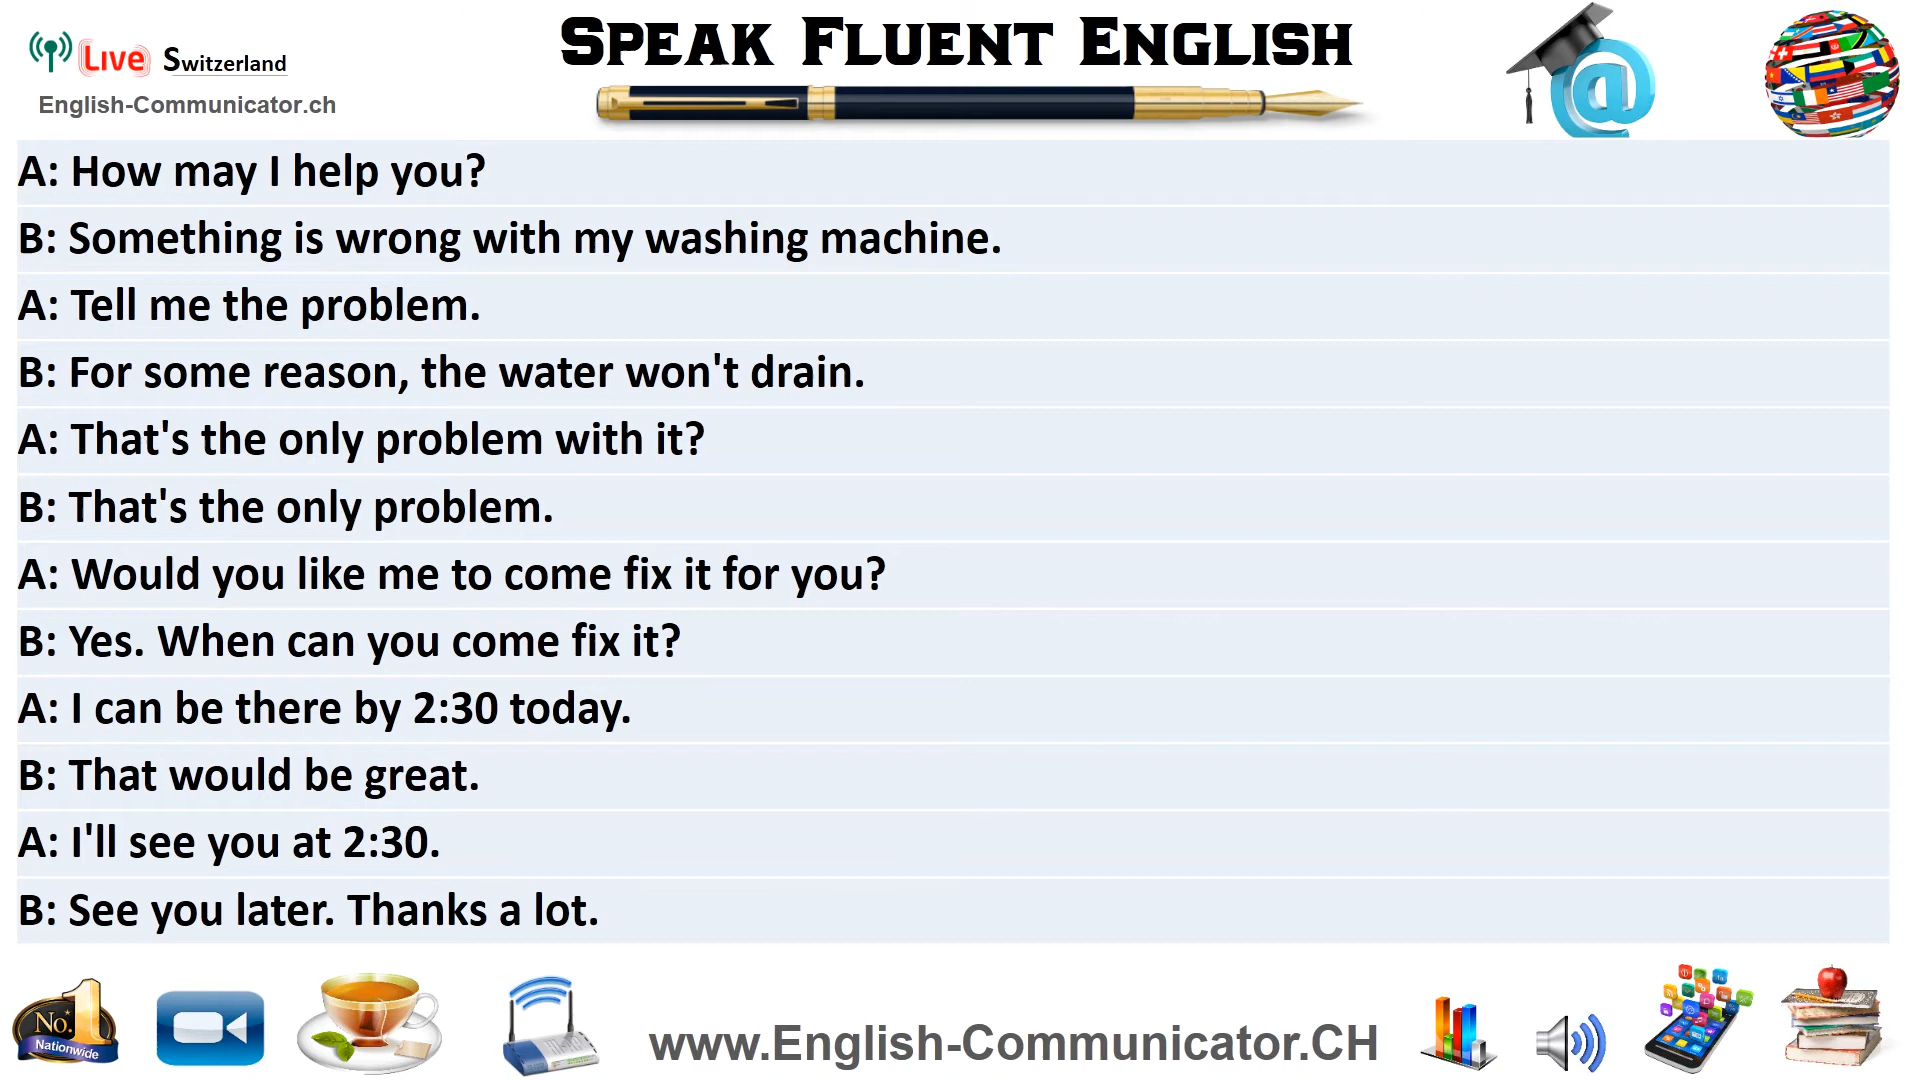 Live Switzerland
English-Communicator.ch
SPEAK FLUENT ENGLISH
A: How may I help you?
B: Something is wrong with my washing machine.
A: Tell me the problem.
B: For some reason, the water won't drain.
A: That's the only problem with it?
B: That's the only problem.
A: Would you like me to come fix it for you?
B: Yes. When can you come fix it?
A: I can be there by 2:30 today.
B: That would be great.
A: I'll see you at 2:30.
B: See you later. Thanks a lot.
No. 1
Nationwide
www.English-Communicator.CH